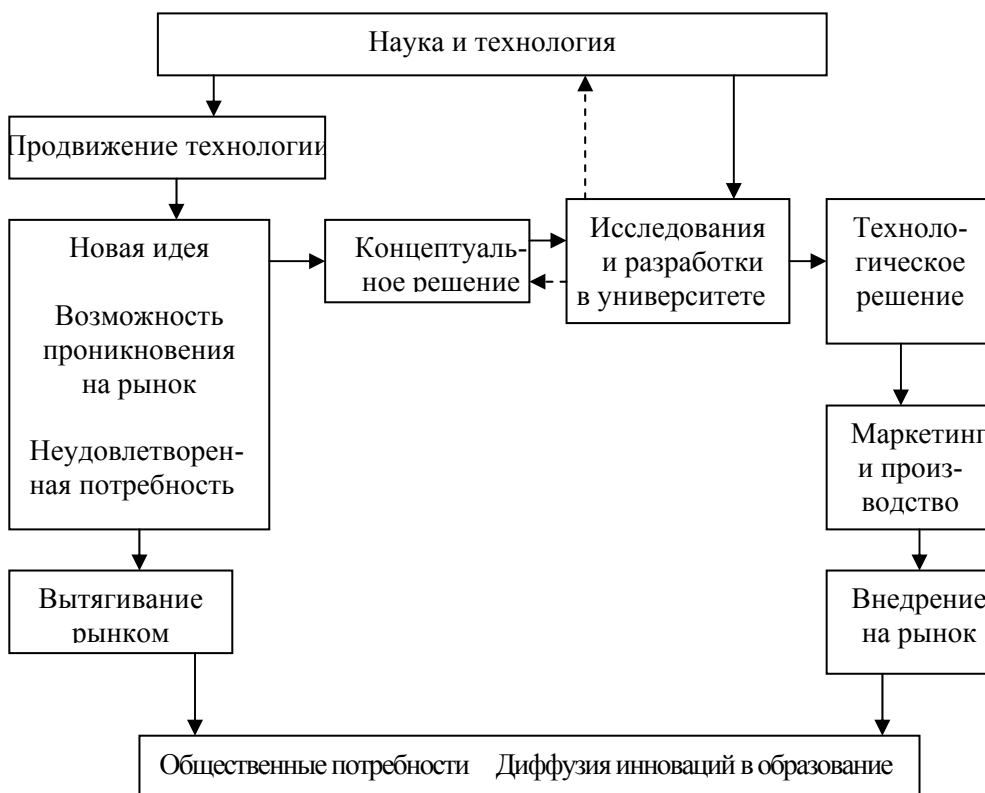 Наука и технология
Продвижение технологии
Новая идея
Возможность
проникновения
на рынок
Неудовлетворен-
ная потребность
Концептуаль-
ное решение
Исследования
и разработки
в университете
Техноло-
гическое
решение
Маркетинг
и произ-
водство
Вытягивание
рынком
Внедрение
на рынок
Общественные потребности Диффузия инноваций в образование